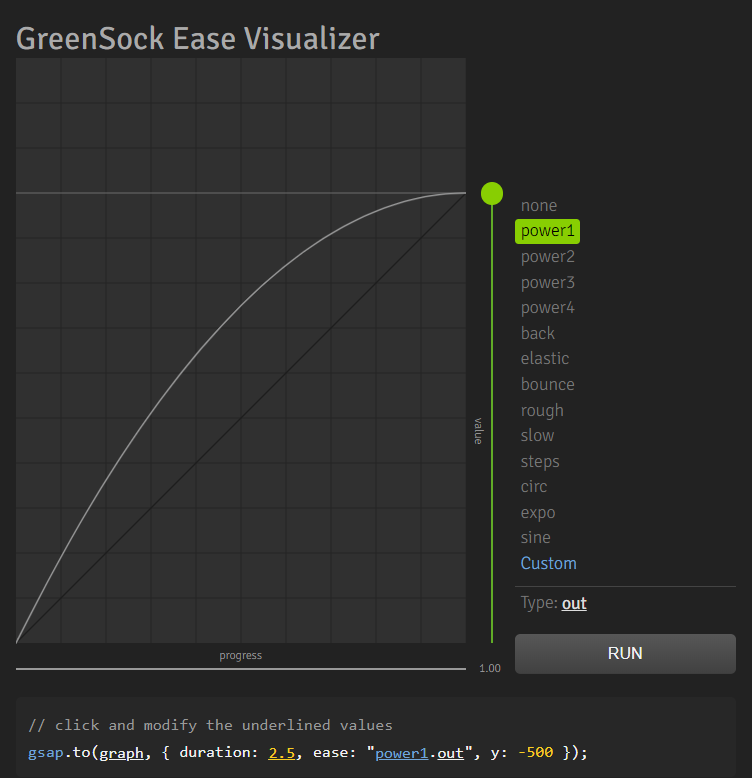 GreenSock Ease Visualizer
none
power1
power2
power3
power4
back
elastic
bounce
rough
slow
steps
circ
expo
sine
Custom
value
Type: out
progress
1.00
RUN
// click and modify the underlined values
gsap.to(graph, { duration: 2.5, ease: "power1.out", y: -500 });